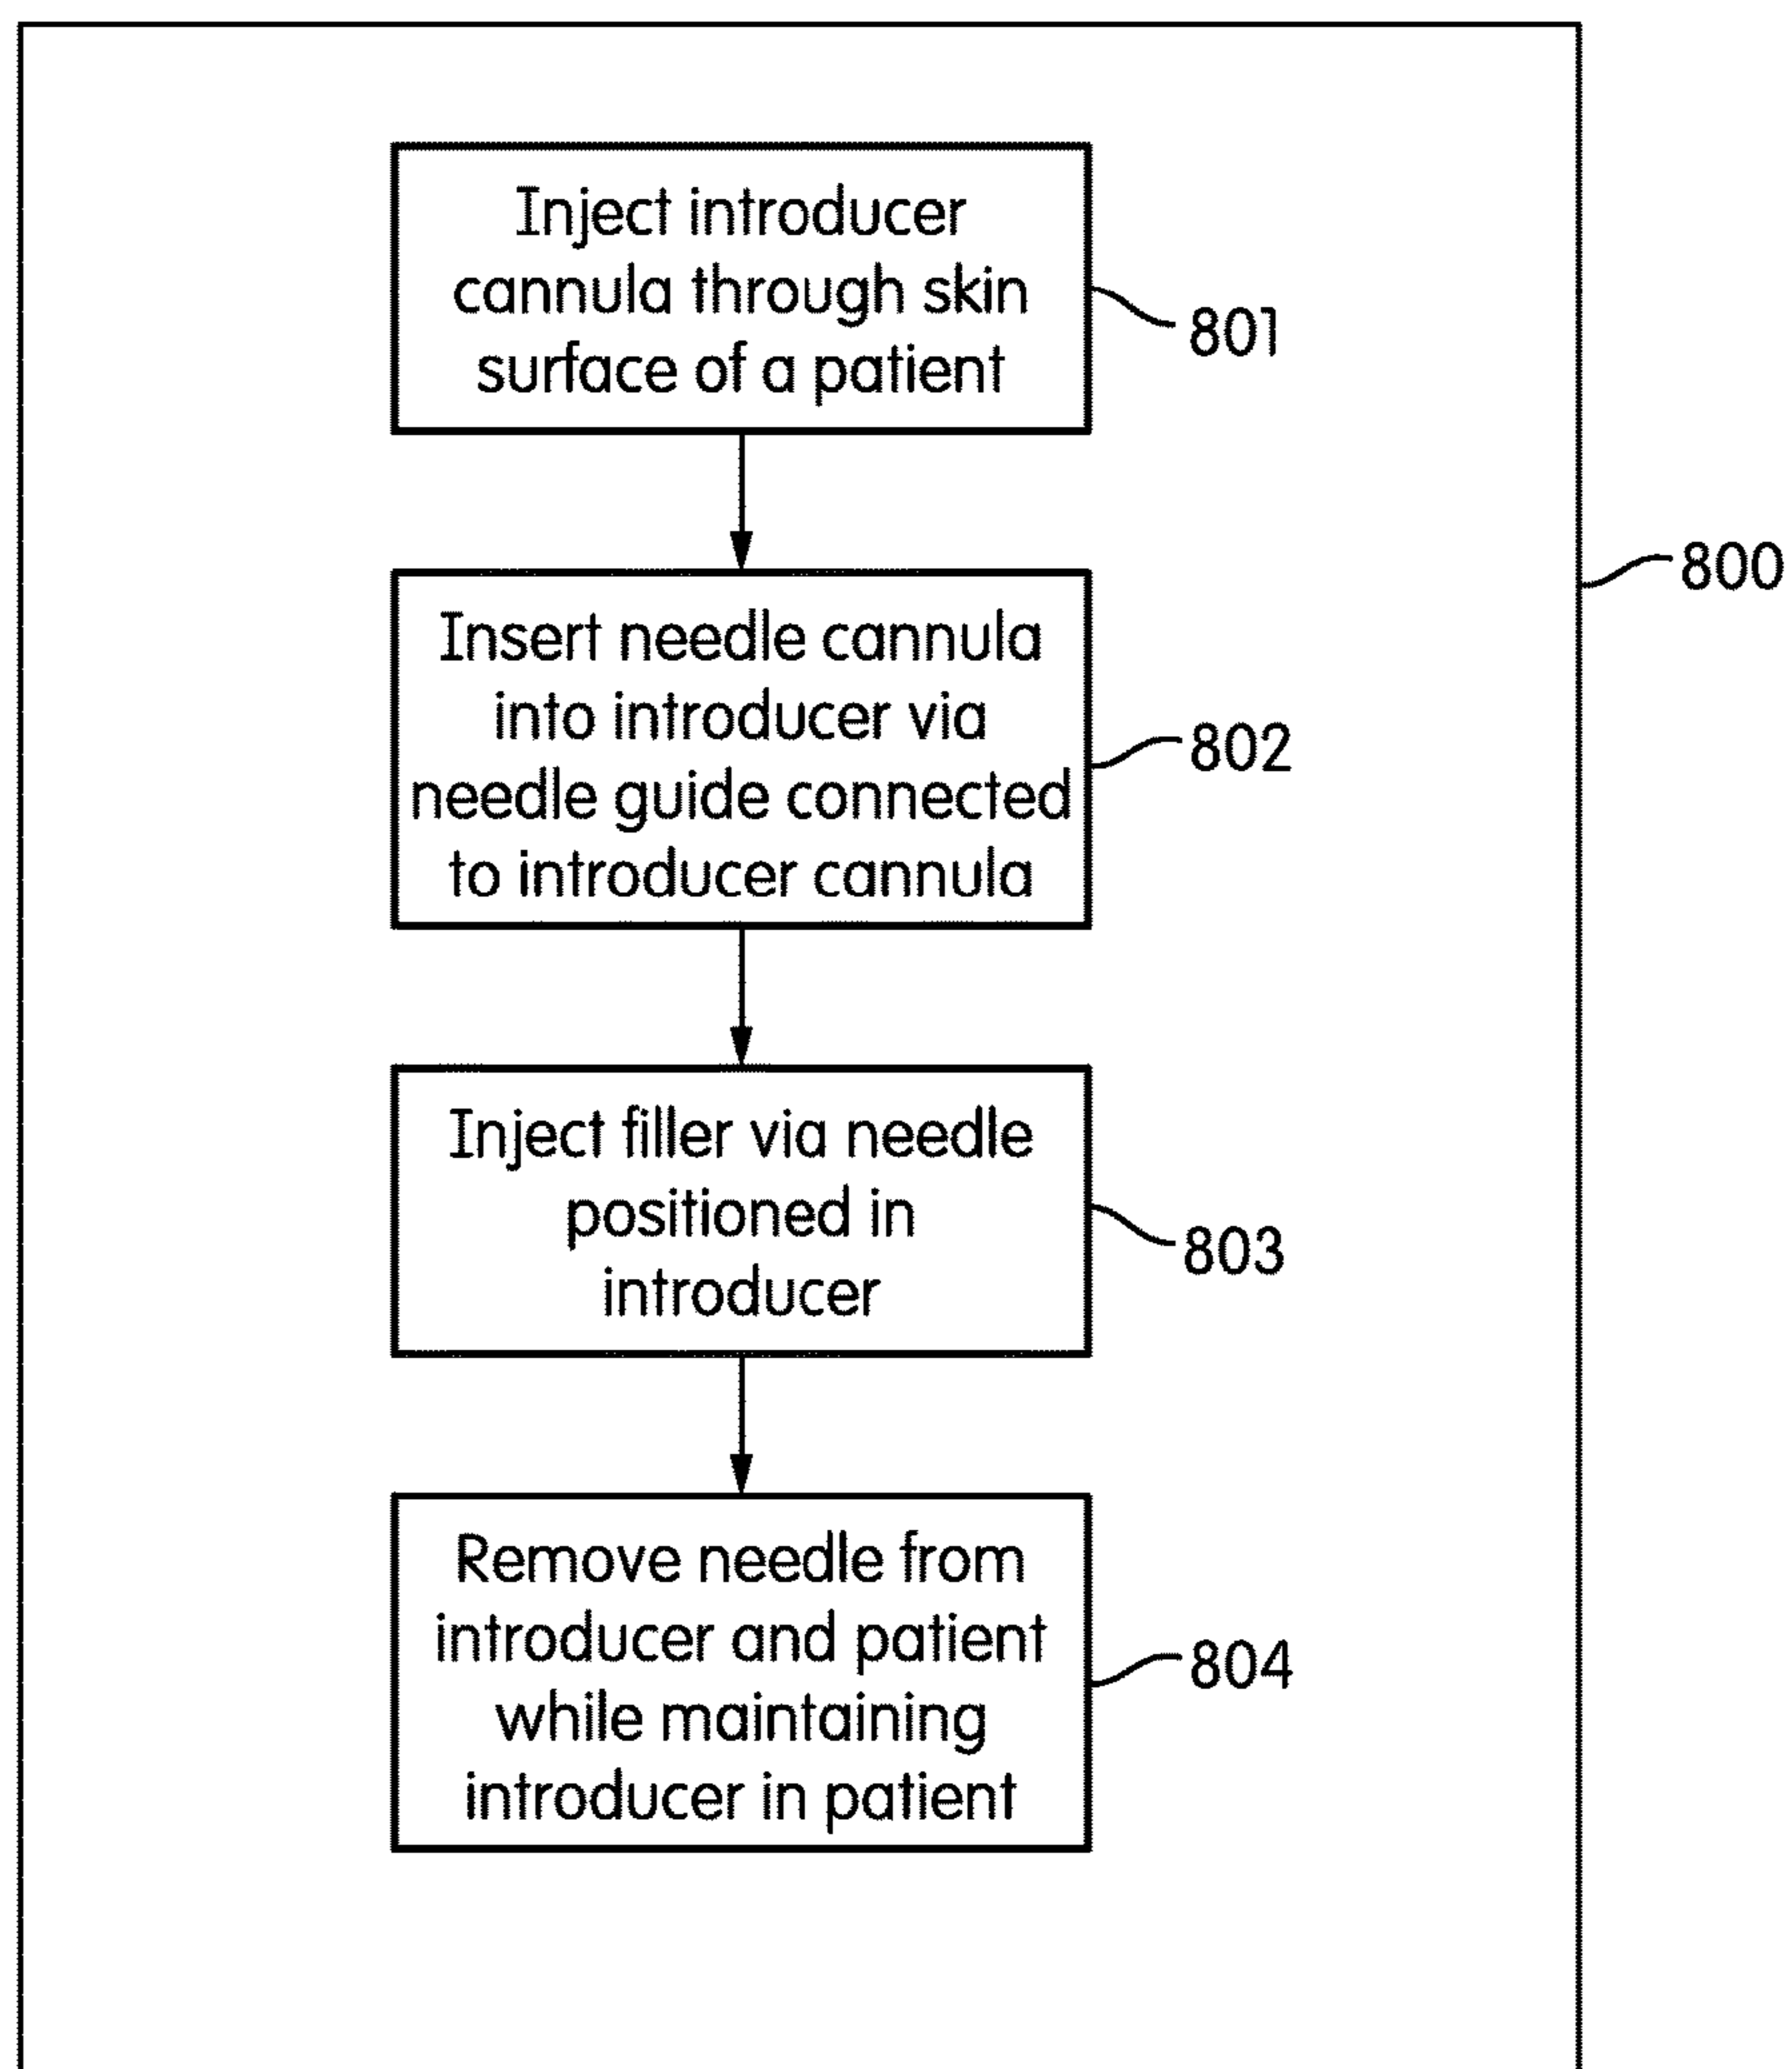 Inject introducer
cannula through skin
surface of a patient
801
800
Insert needle cannula
into introducer via
needle guide connected
to introducer cannula
802
Inject filler via needle
positioned in
introducer
803
Remove needle from
introducer and patient
while maintaining
introducer in patient
804